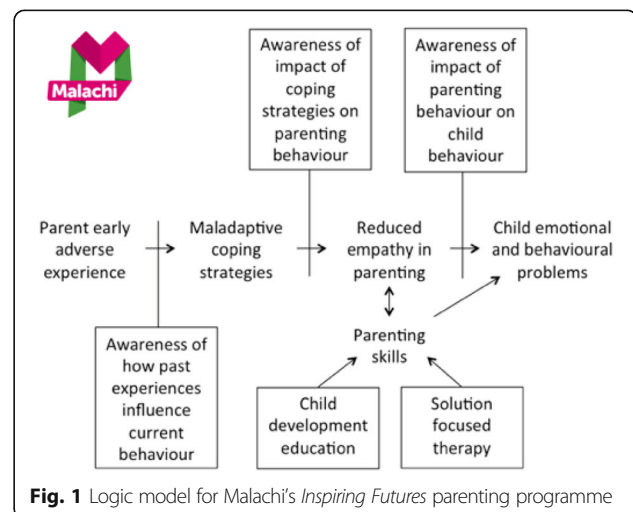 Malachi
Awareness of
impact of
coping
strategies on
parenting
behaviour
Awareness of
impact of
parenting
behaviour on
child
behaviour
Parent early
adverse
experience
Maladaptive
coping
strategies
Reduced
empathy in
parenting
Child emotional
and behavioural
problems
Parenting
skills
Awareness of
how past
experiences
influence
current
behaviour
Child
development
education
Solution
focused
therapy
Fig. 1 Logic model for Malachi's Inspiring Futures parenting programme